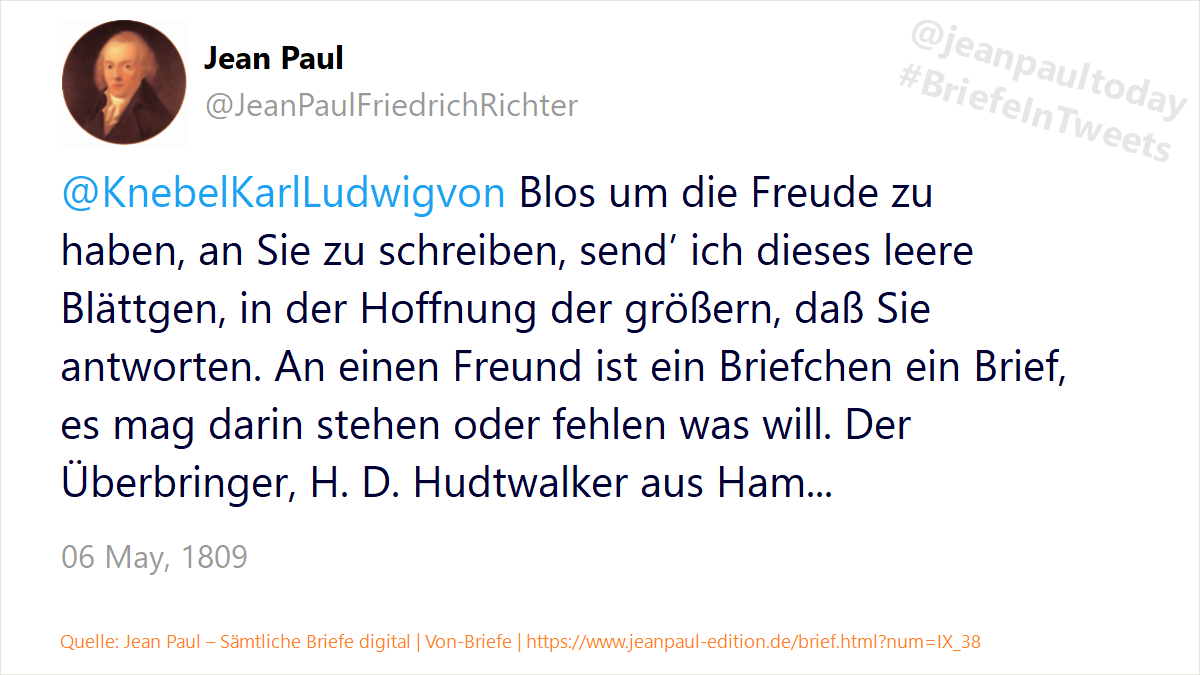 Jean Paul
@JeanPaulFriedrichRichter
@jeanpaultoday
#BriefeInTweets
@KnebelKarlLudwigvon Blos um die Freude zu
haben, an Sie zu schreiben, send’ ich dieses leere
Blättgen, in der Hoffnung der größern, daß Sie
antworten. An einen Freund ist ein Briefchen ein Brief,
es mag darin stehen oder fehlen was will. Der
Überbringer, H. D. Hudtwalker aus Ham...
06 May, 1809
Quelle: Jean Paul – Sämtliche Briefe digital | Von-Briefe | https://www.jeanpaul-edition.de/brief.html?num=IX_38